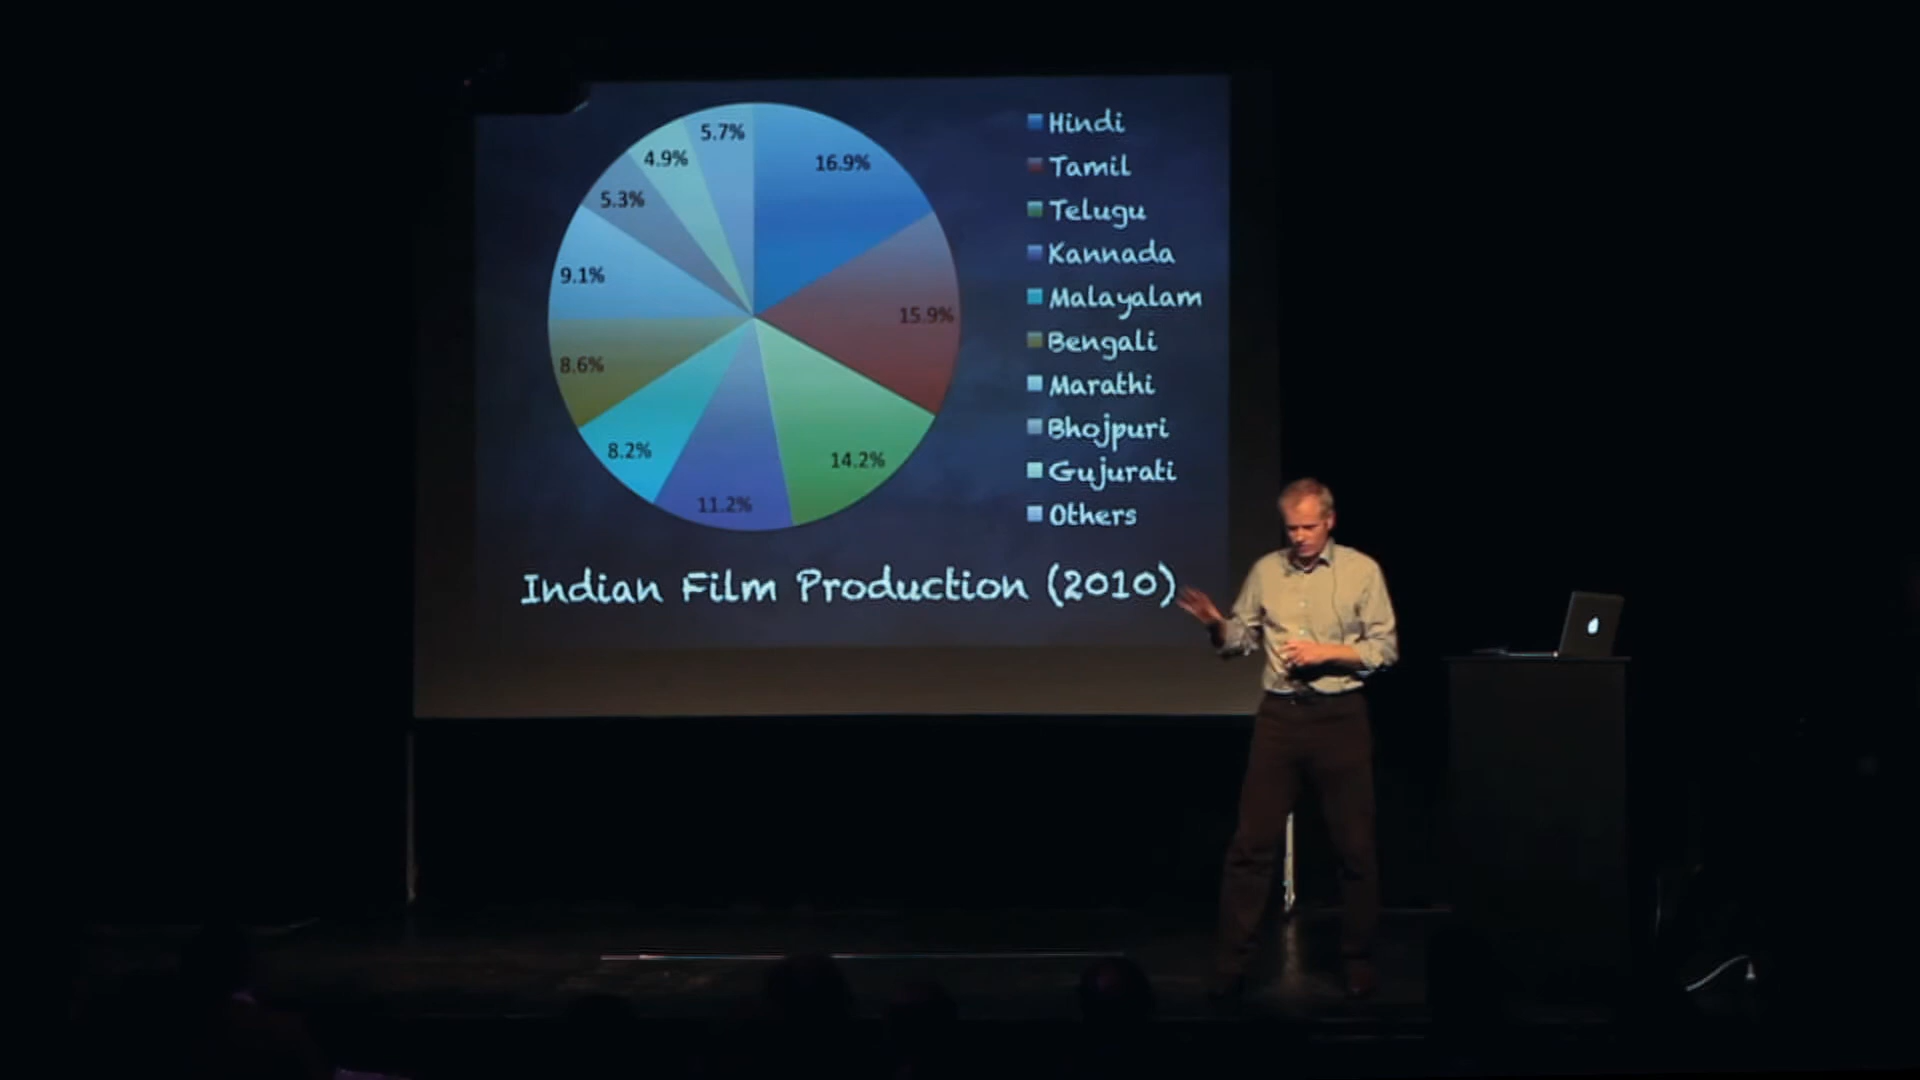 5.7%
16.9%
4.9%
5.3%
15.9%
9.1%
8.6%
8.2%
14.2%
11.2%
Hindi
Tamil
Telugu
Kannada
Malayalam
Bengali
Marathi
Bhojpuri
Gujurati
Others
Indian Film Production (2010)